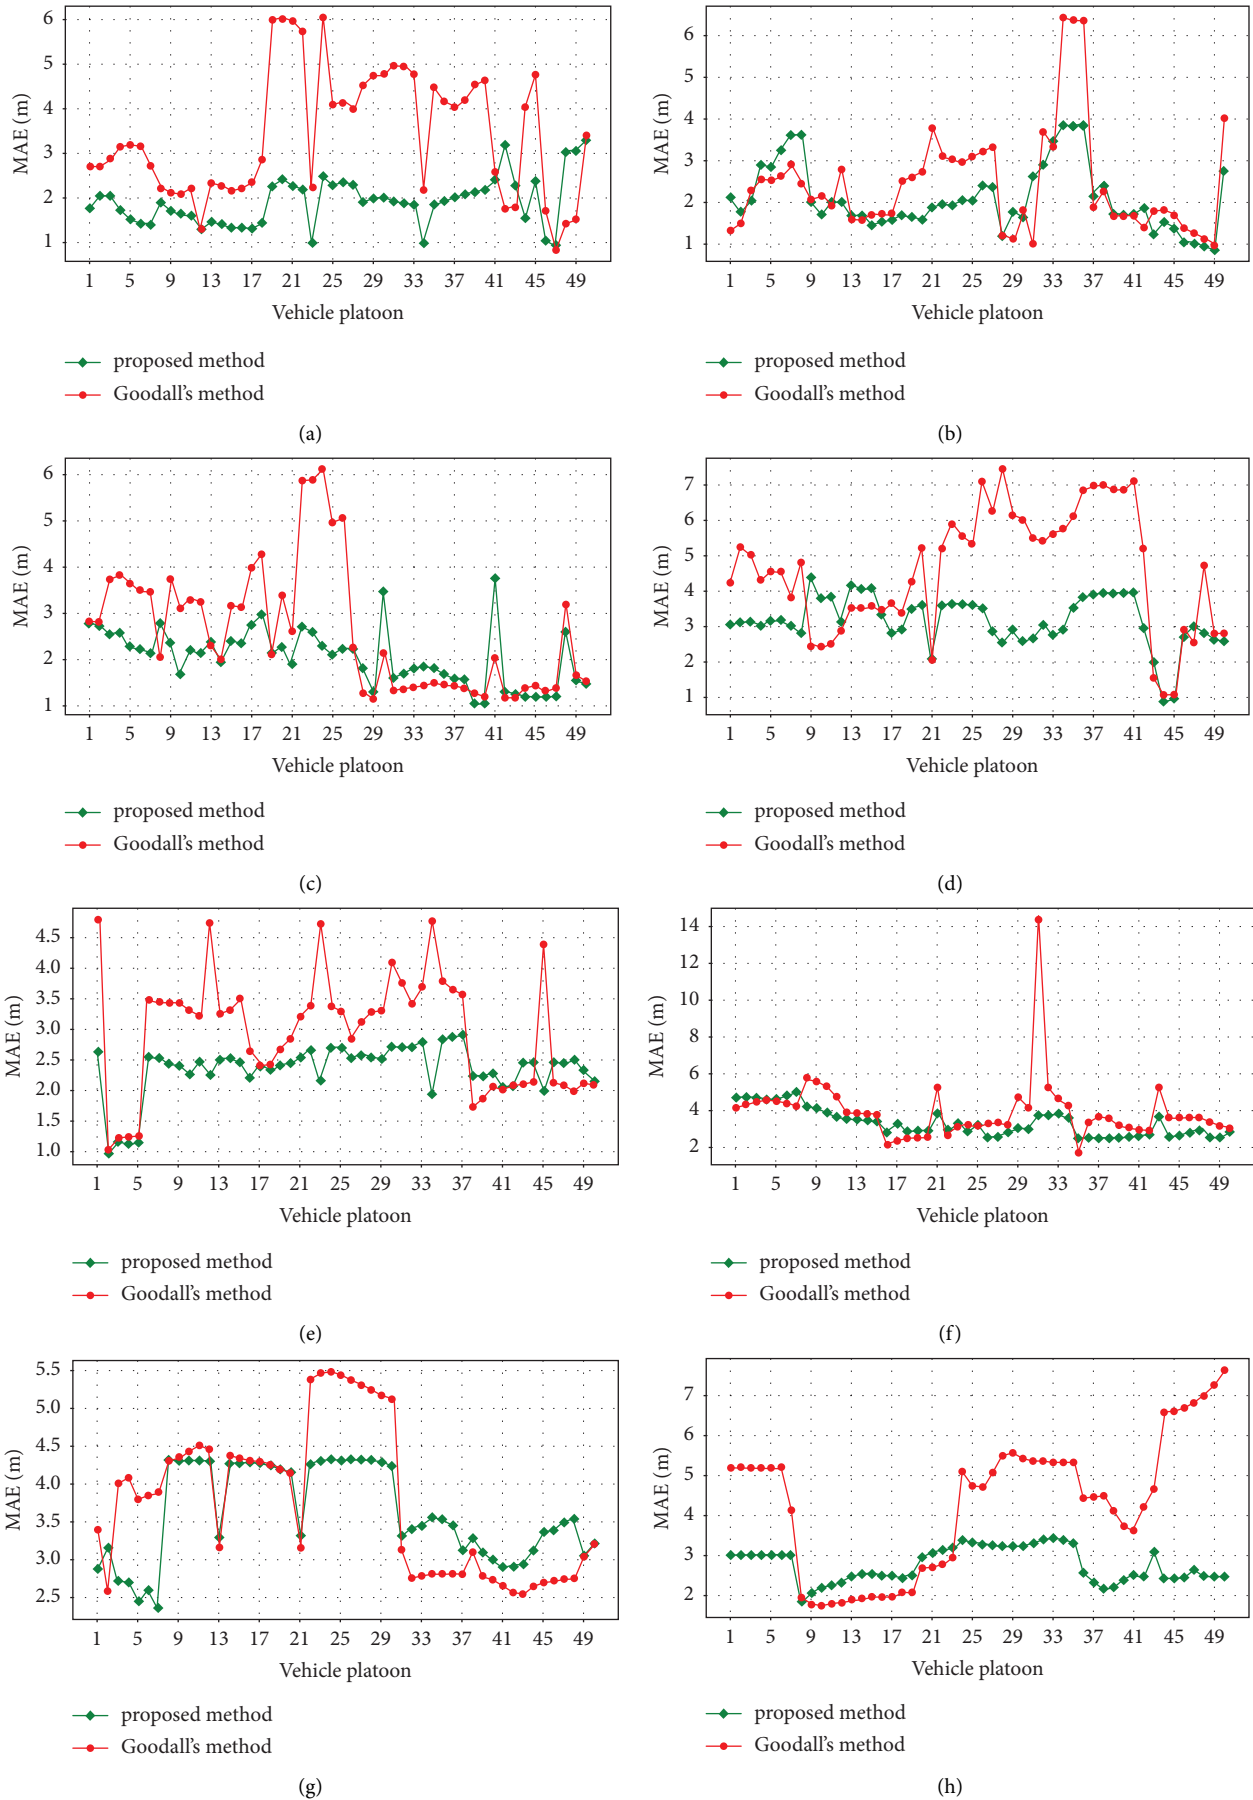 6
5
4
3
2
1
MAE (m)
1 5 9 13 17 21 25 29 33 37 41 45 49
Vehicle platoon
proposed method
Goodall's method
(a)
6
5
4
3
2
1
MAE (m)
1 5 9 13 17 21 25 29 33 37 41 45 49
Vehicle platoon
proposed method
Goodall's method
(b)
6
5
4
3
2
1
MAE (m)
1 5 9 13 17 21 25 29 33 37 41 45 49
Vehicle platoon
proposed method
Goodall's method
(c)
7
6
5
4
3
2
1
MAE (m)
1 5 9 13 17 21 25 29 33 37 41 45 49
Vehicle platoon
proposed method
Goodall's method
(d)
4.5
4.0
3.5
3.0
2.5
2.0
1.5
1.0
MAE (m)
1 5 9 13 17 21 25 29 33 37 41 45 49
Vehicle platoon
proposed method
Goodall's method
(e)
14
12
10
8
6
4
2
MAE (m)
1 5 9 13 17 21 25 29 33 37 41 45 49
Vehicle platoon
proposed method
Goodall's method
(f)
5.5
5.0
4.5
4.0
3.5
3.0
2.5
MAE (m)
1 5 9 13 17 21 25 29 33 37 41 45 49
Vehicle platoon
proposed method
Goodall's method
(g)
7
6
5
4
3
2
MAE (m)
1 5 9 13 17 21 25 29 33 37 41 45 49
Vehicle platoon
proposed method
Goodall's method
(h)